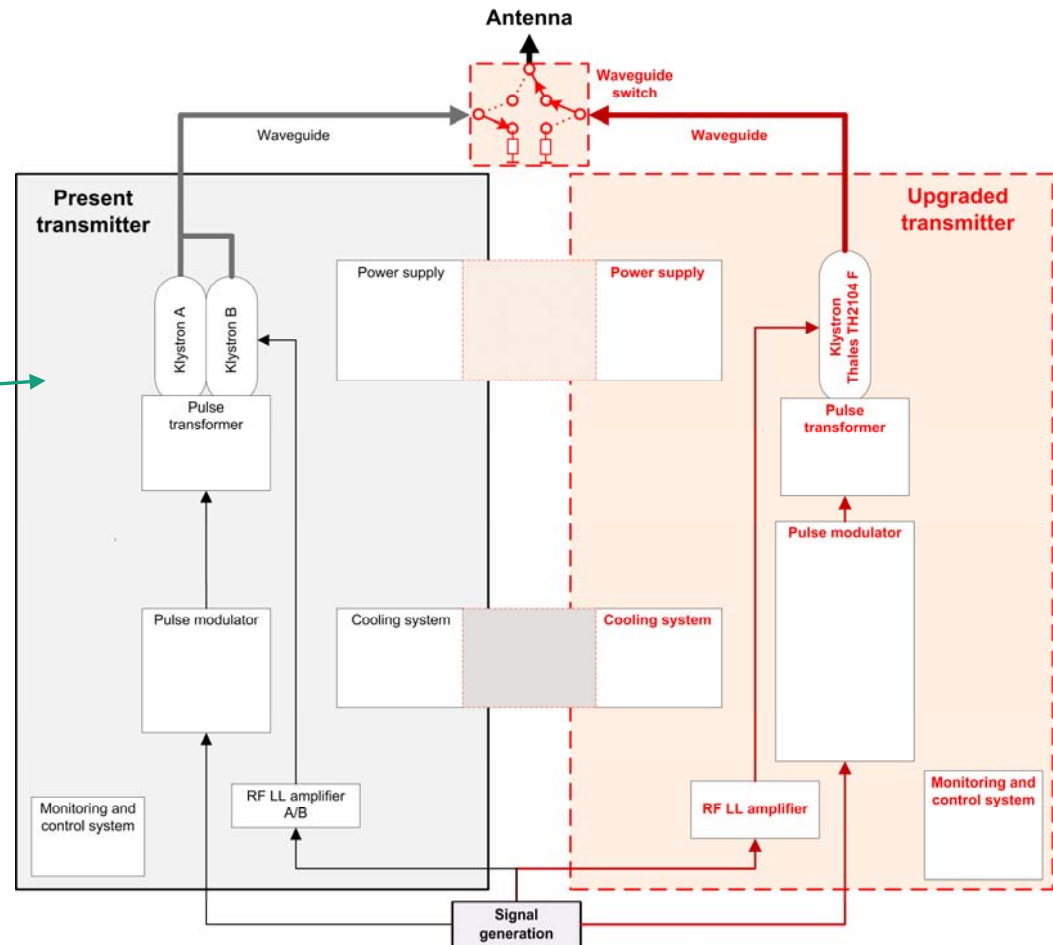 Antenna
Waveguide
switch
Waveguide
Waveguide
Present
transmitter
Upgraded
transmitter
Power supply
Power supply
Klystron A
Klystron B
Klystron
Thales TH2104 F
Pulse
transformer
Pulse
transformer
Pulse modulator
Pulse modulator
Cooling system
Cooling system
Monitoring and
control system
RF LL amplifier
A/B
RF LL amplifier
Monitoring and
control system
Signal
generation